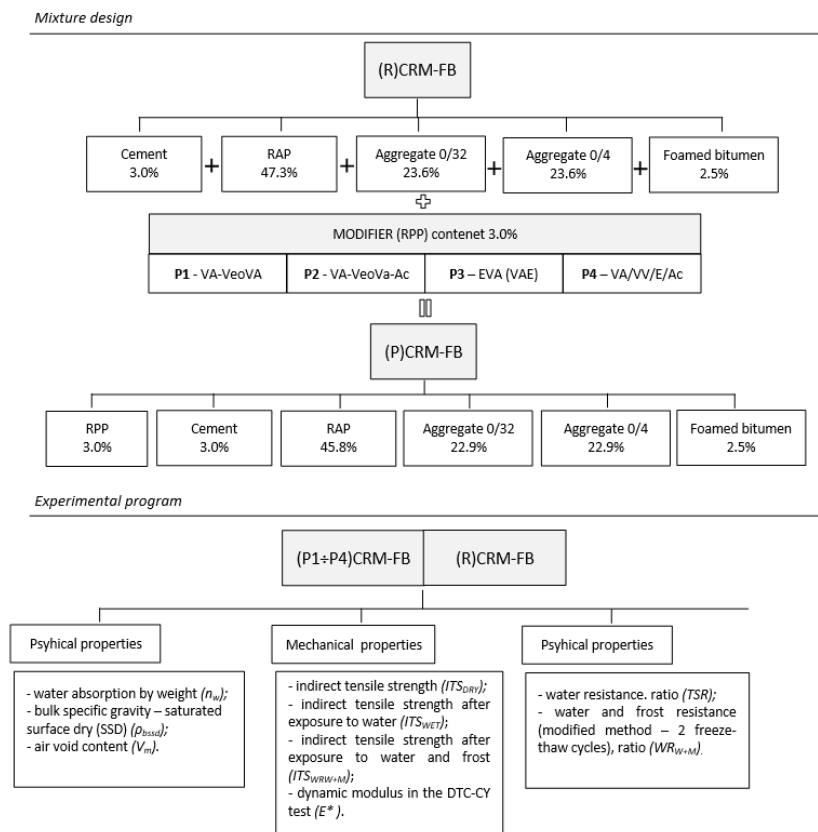 Mixture design
(R)CRM-FB
Cement
3.0%
+
RAP
47.3%
+
Aggregate 0/32
23.6%
+
Aggregate 0/4
23.6%
+
Foamed bitumen
2.5%
MODIFIER (RPP) contenet 3.0%
P1 - VA-VeoVA
P2 - VA-VeoVa-Ac
P3 – EVA (VAE)
P4 – VA/VV/E/Ac
(P)CRM-FB
RPP
3.0%
Cement
3.0%
RAP
45.8%
Aggregate 0/32
22.9%
Aggregate 0/4
22.9%
Foamed bitumen
2.5%
Experimental program
(P1÷P4)CRM-FB
(R)CRM-FB
Psyhical properties
- water absorption by weight (nw);
- bulk specific gravity – saturated
surface dry (SSD) (ρbssd);
- air void content (Vm).
Mechanical properties
- indirect tensile strength (ITSDRY);
- indirect tensile strength after
exposure to water (ITSWET);
- indirect tensile strength after
exposure to water and frost
(ITSWRW+M);
- dynamic modulus in the DTC-CY
test (E* ).
Psyhical properties
- water resistance. ratio (TSR);
- water and frost resistance
(modified method – 2 freeze-
thaw cycles), ratio (WRW+M).